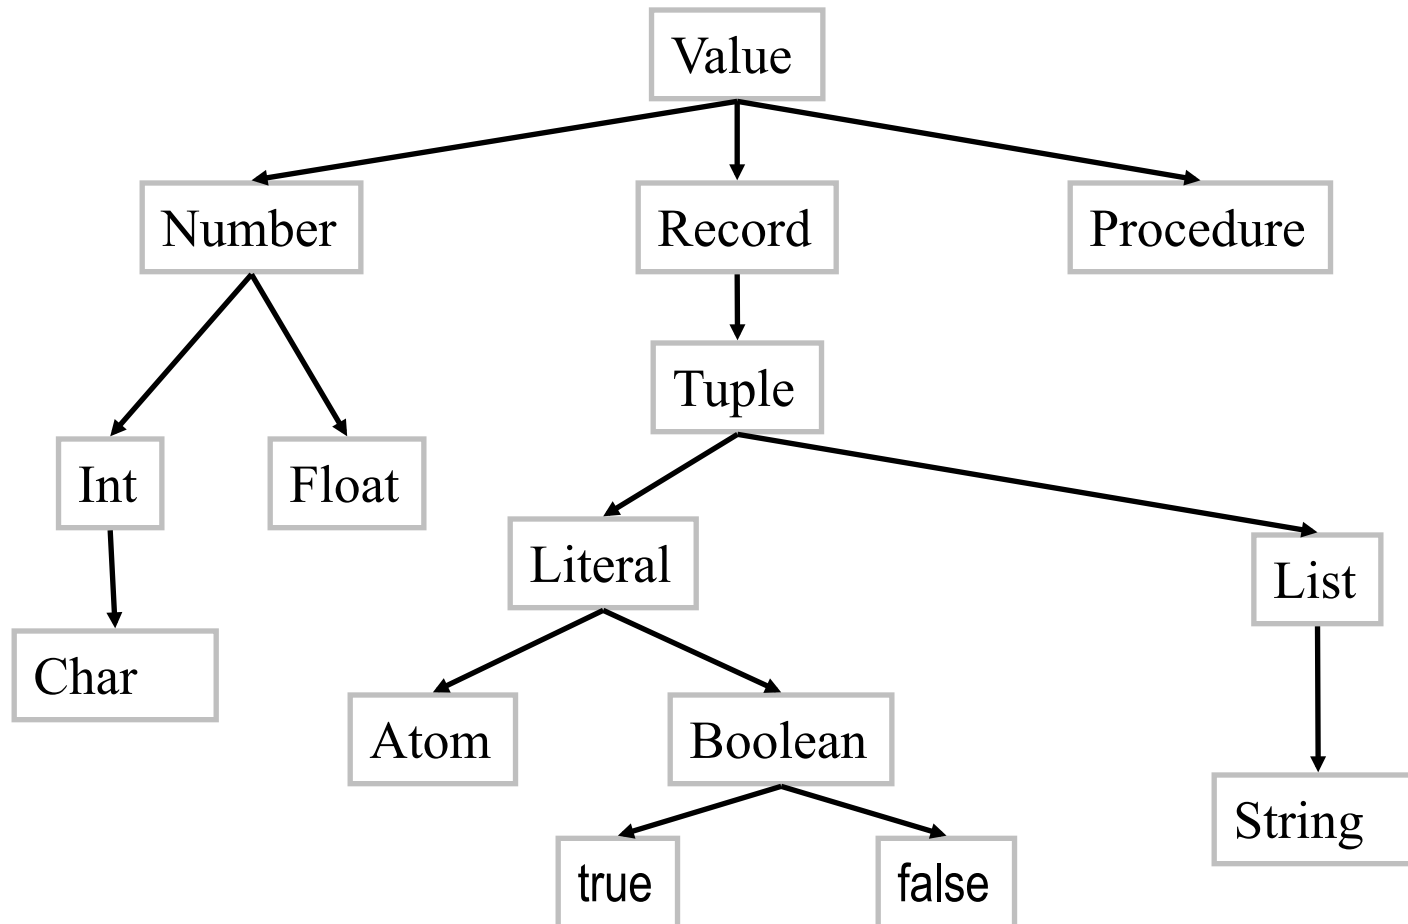 Value
Number
Record
Procedure
Tuple
Int
Float
Literal
List
Char
Atom
Boolean
String
true
false